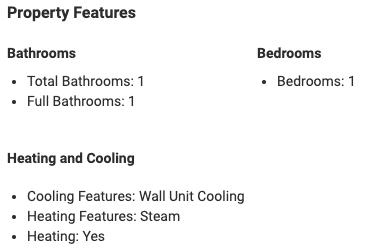 Property Features
Bathrooms
Total Bathrooms: 1
Full Bathrooms: 1
Bedrooms
Bedrooms: 1
Heating and Cooling
Cooling Features: Wall Unit Cooling
Heating Features: Steam
Heating: Yes